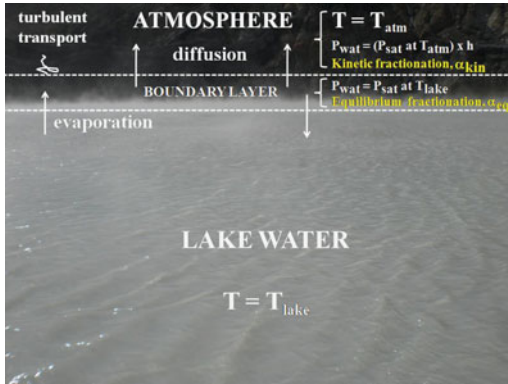 turbulent
transport
ATMOSPHERE
diffusion
T = Tatm
Pwat = (Psat at Tatm) x h
Kinetic fractionation, αkin
BOUNDARY LAYER
Pwat = Psat at Tlake
Equilibrium fractionation, αeq
evaporation
LAKE WATER
T = Tlake